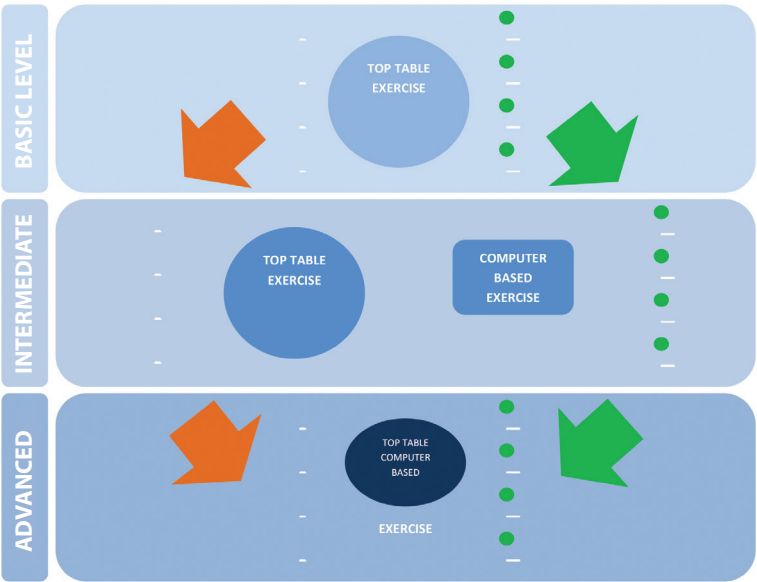 BASIC LEVEL
TOP TABLE
EXERCISE
INTERMEDIATE
TOP TABLE
EXERCISE
COMPUTER
BASED
EXERCISE
ADVANCED
TOP TABLE
COMPUTER
BASED
EXERCISE